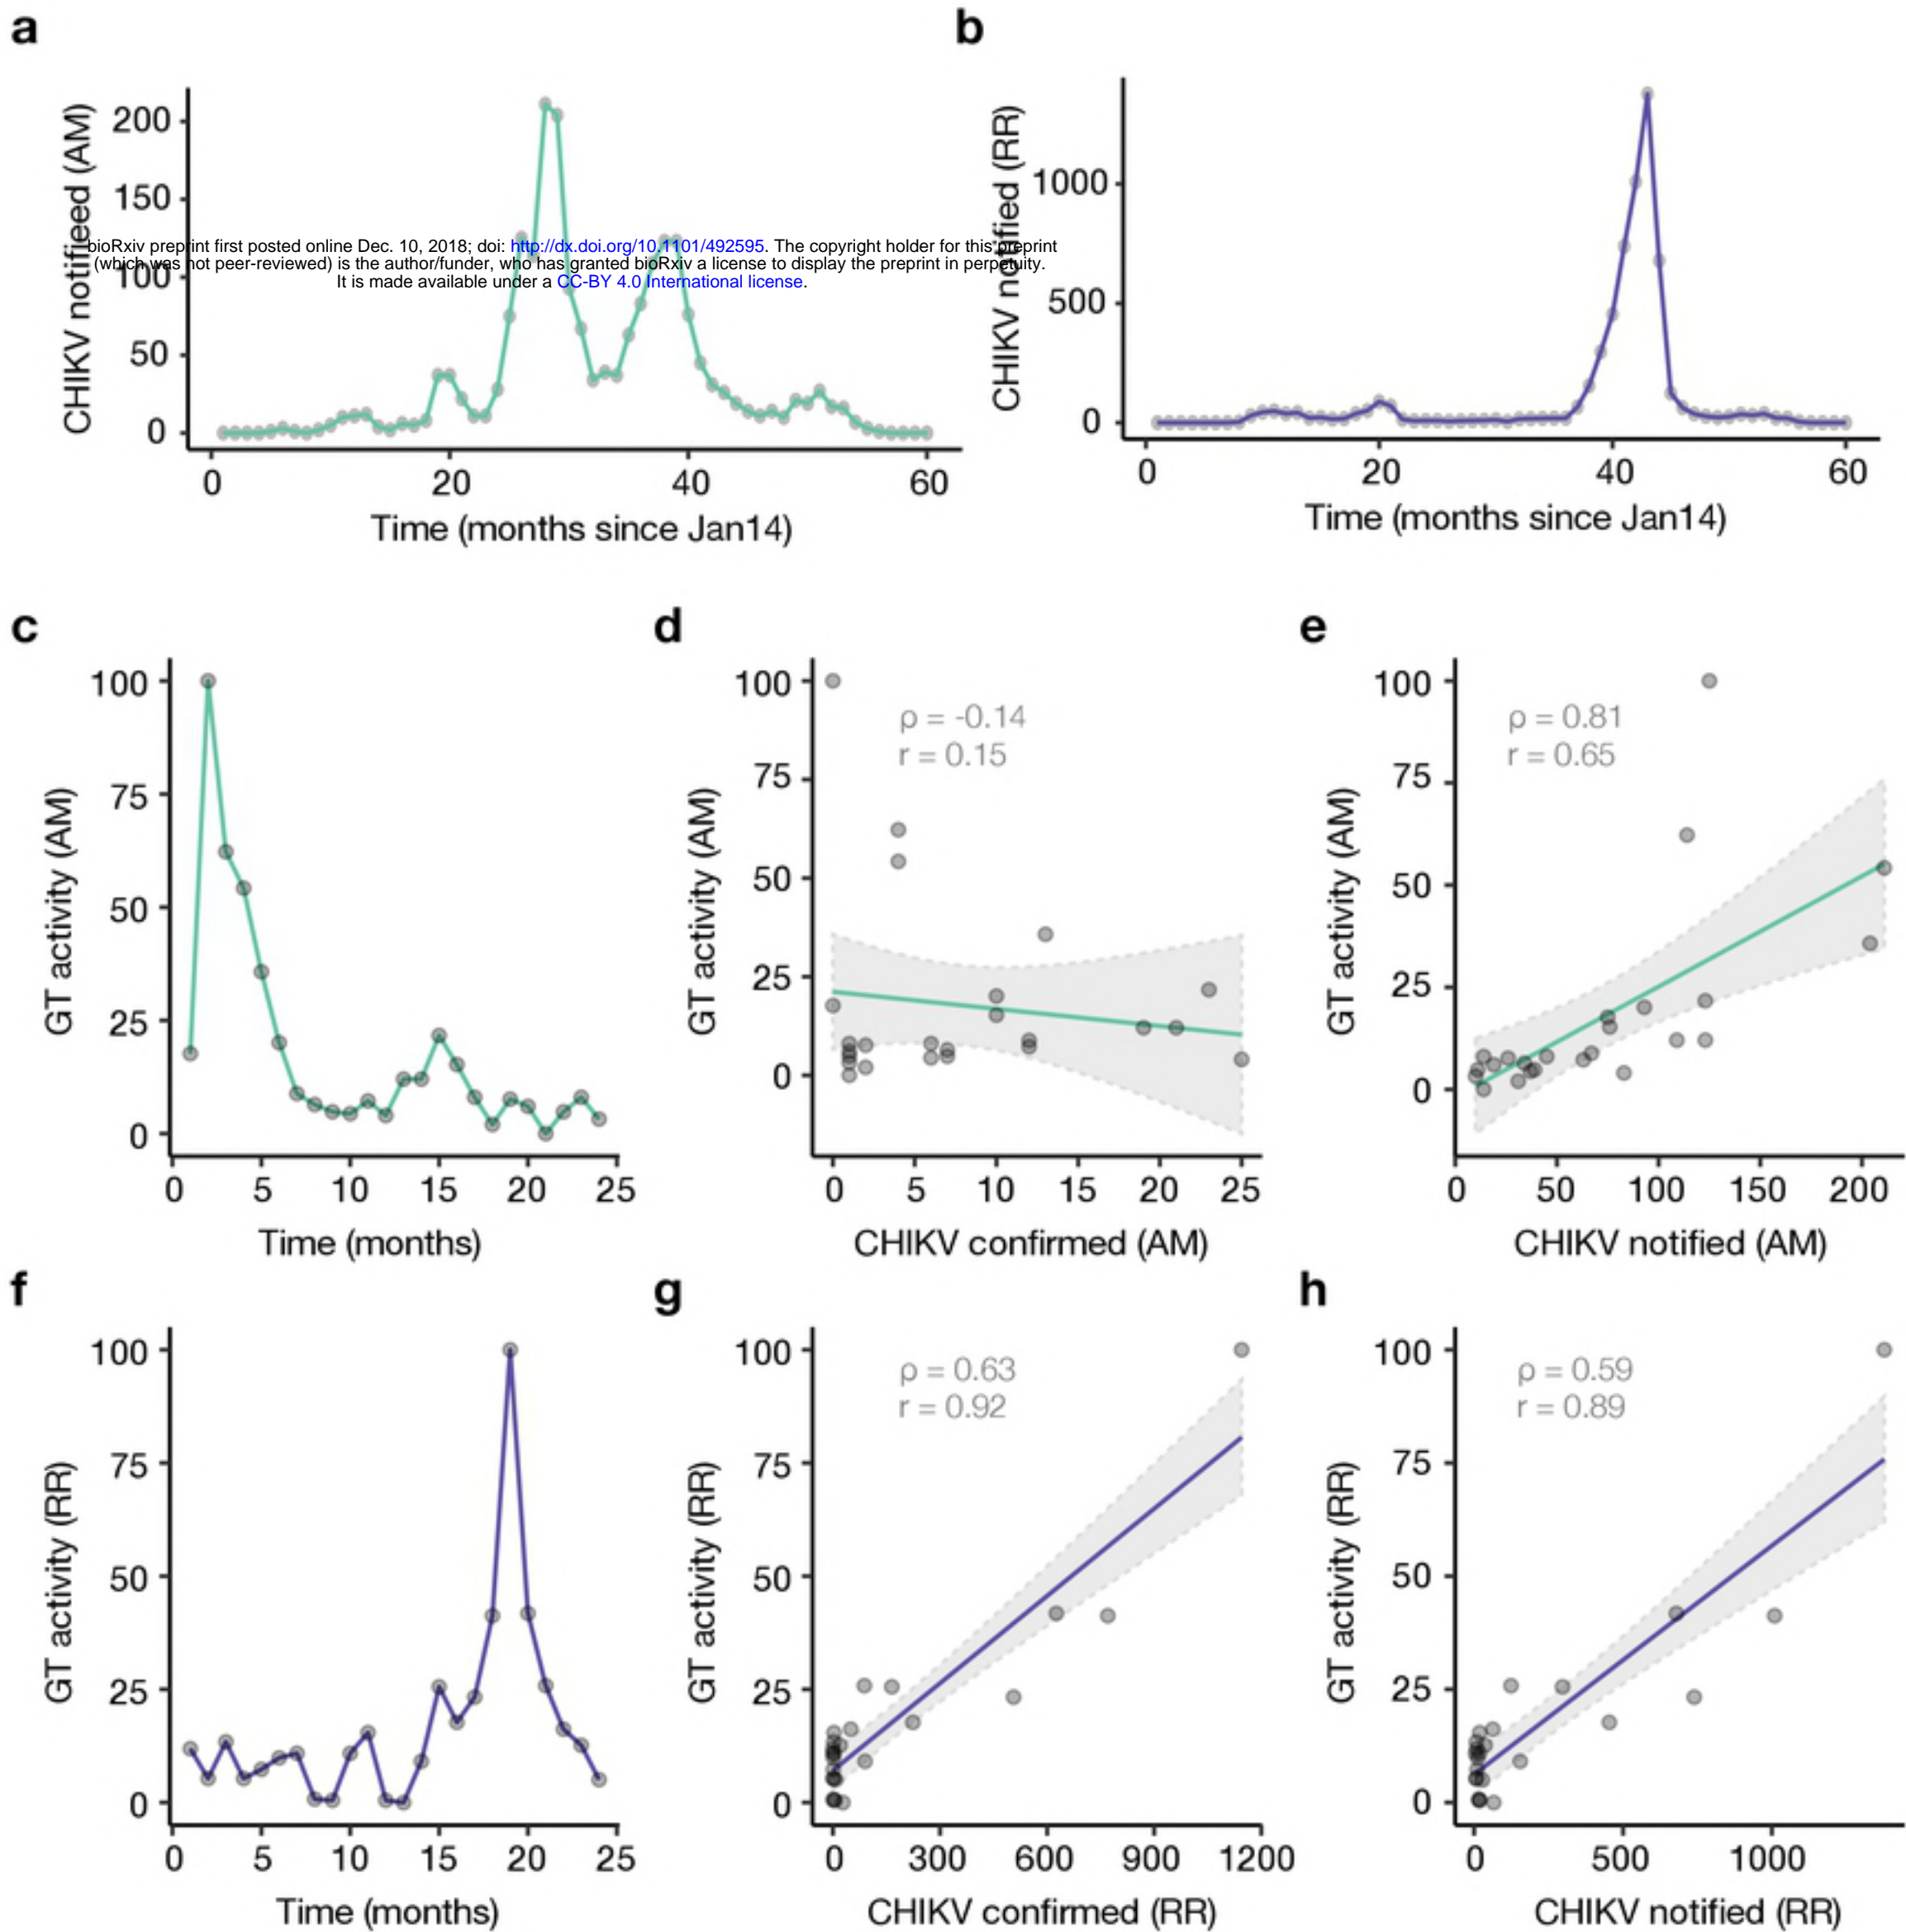 a
b
CHIKV notifieed (AM)
200
150
100
50
0
0
20
40
60
Time (months since Jan14)
CHIKV notified (RR)
1000
500
0
0
20
40
60
Time (months since Jan14)
bioRxiv preprint first posted online Dec. 10, 2018; doi: http://dx.doi.org/10.1101/492595. The copyright holder for this preprint
(which was not peer-reviewed) is the author/funder, who has granted bioRxiv a license to display the preprint in perpetuity.
It is made available under a CC-BY 4.0 International license.
c
GT activity (AM)
100
75
50
25
0
0
5
10
15
20
25
Time (months)
d
GT activity (AM)
100
75
50
25
0
ρ = -0.14
r = 0.15
0
5
10
15
20
25
CHIKV confirmed (AM)
e
GT activity (AM)
100
75
50
25
0
ρ = 0.81
r = 0.65
0
50
100
150
200
CHIKV notified (AM)
f
GT activity (RR)
100
75
50
25
0
0
5
10
15
20
25
Time (months)
g
GT activity (RR)
100
75
50
25
0
ρ = 0.63
r = 0.92
0
300
600
900
1200
CHIKV confirmed (RR)
h
GT activity (RR)
100
75
50
25
0
ρ = 0.59
r = 0.89
0
500
1000
CHIKV notified (RR)